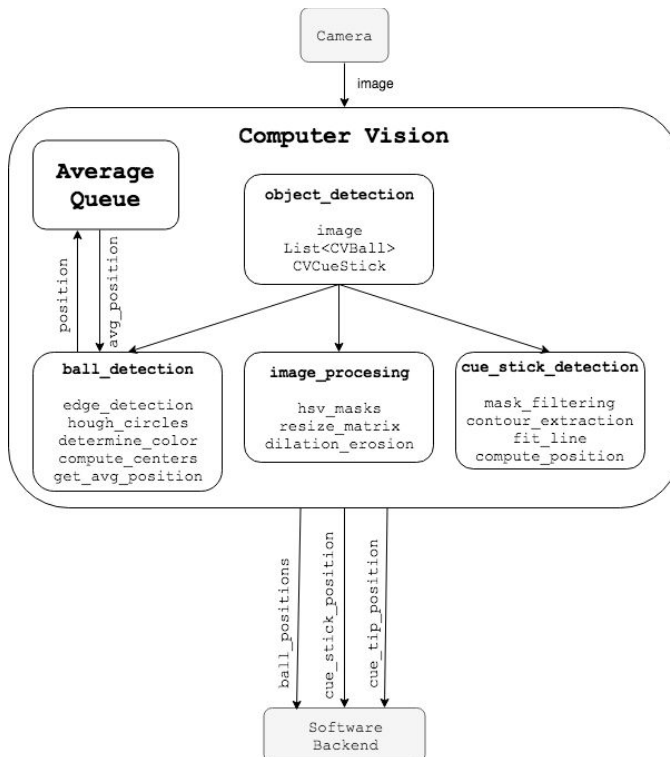 Camera
image
Computer Vision
Average
Queue
object_detection
image
List<CVBall>
CVCueStick
position
avg_position
ball_detection
edge_detection
hough_circles
determine_color
compute_centers
get_avg_position
image_procesing
hsv_masks
resize_matrix
dilation_erosion
cue_stick_detection
mask_filtering
contour_extraction
fit_line
compute_position
ball_positions
cue_stick_position
cue_tip_position
Software
Backend